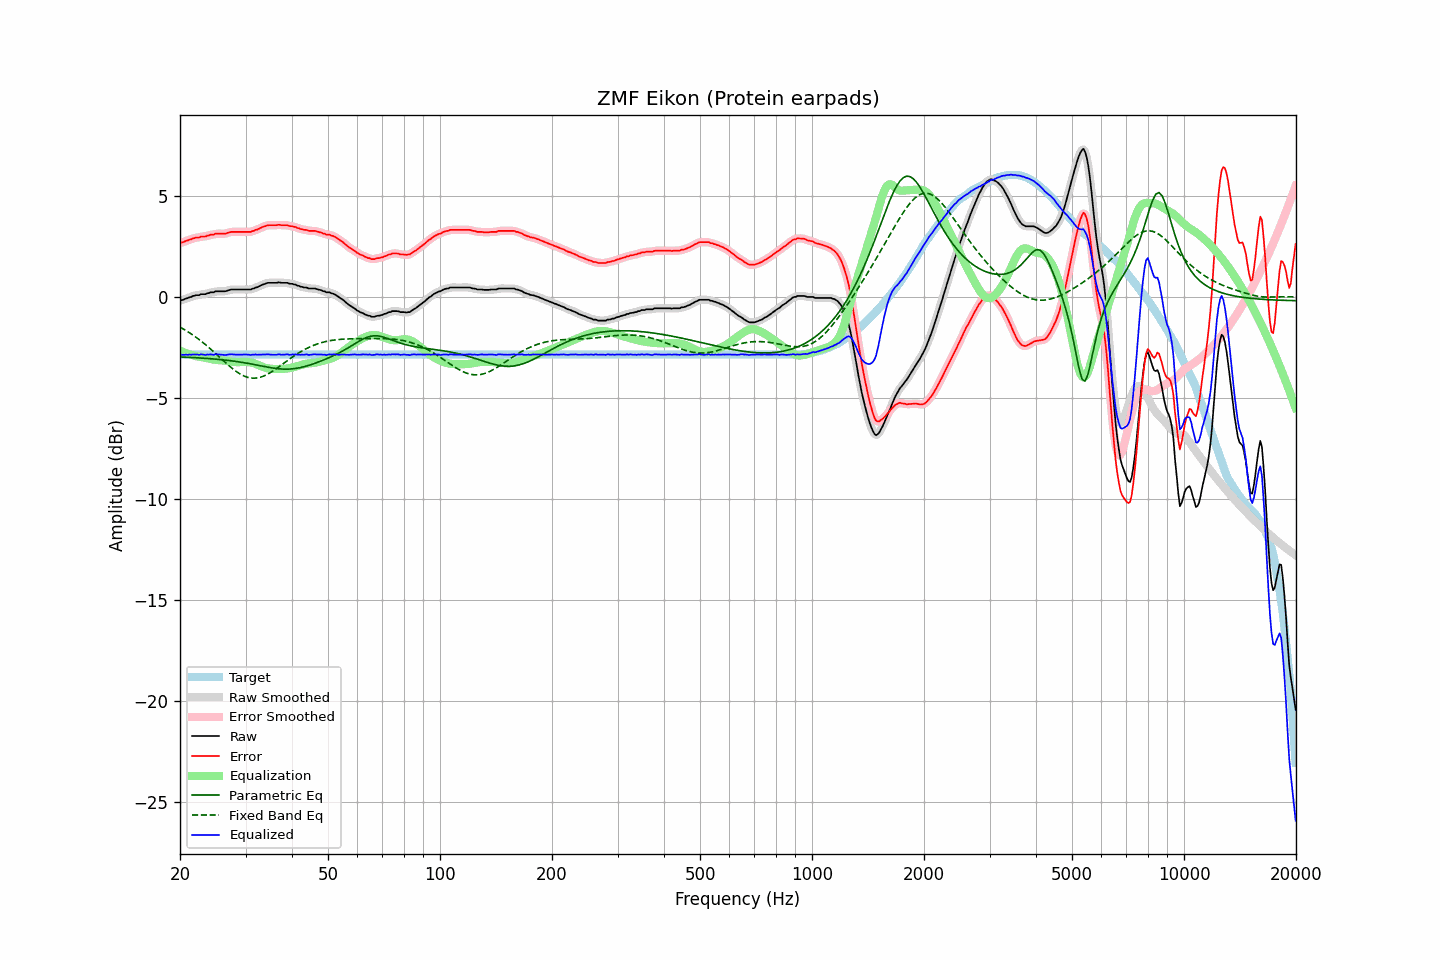 ZMF Eikon (Protein earpads)
Amplitude (dBr)
5
0
−5
−10
−15
−20
−25
Target
Raw Smoothed
Error Smoothed
Raw
Error
Equalization
Parametric Eq
Fixed Band Eq
Equalized
20 50 100 200 500 1000 2000 5000 10000 20000
Frequency (Hz)